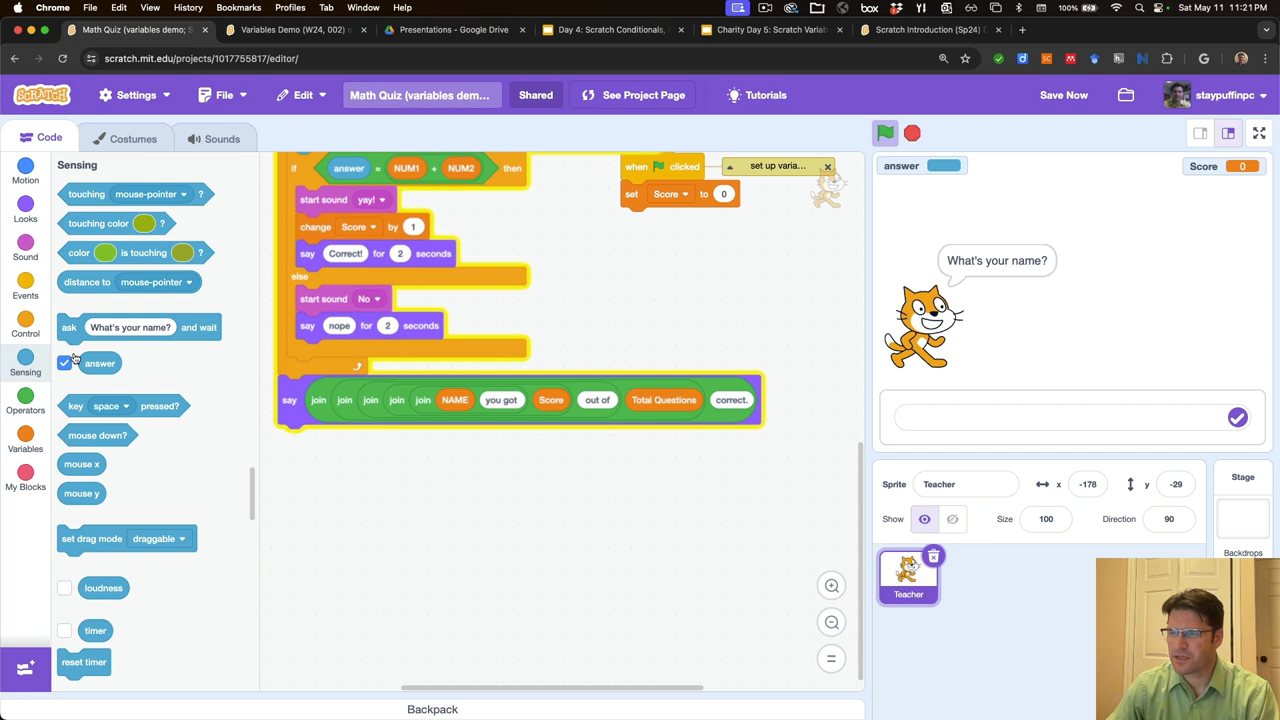 Chrome File Edit View History Bookmarks Profiles Tab Window Help
box
100%
Sat May 11 11:21 PM
Math Quiz (variables demo; S
Variables Demo (W24, 002) o
Presentations - Google Drive
Day 4: Scratch Conditionals,
Charity Day 5: Scratch Variab
Scratch Introduction (Sp24)
scratch.mit.edu/projects/1017755817/editor/
SCRATCH
Settings
File
Edit
Math Quiz (variables dem...
Shared
See Project Page
Tutorials
Save Now
staypuffinpc
Code
Costumes
Sounds
Motion
Looks
Sound
Events
Control
Sensing
Operators
Variables
My Blocks
Sensing
touching mouse-pointer ?
touching color ?
color is touching ?
distance to mouse-pointer
ask What's your name? and wait
answer
key space pressed?
mouse down?
mouse x
mouse y
set drag mode draggable
loudness
timer
reset timer
if answer = NUM1 + NUM2 then
start sound yay!
change Score by 1
say Correct! for 2 seconds
else
start sound No
say nope for 2 seconds
say join join join join join NAME you got Score out of Total Questions correct.
when clicked
set up varia...
set Score to 0
Backpack
answer
Score 0
What's your name?
Sprite Teacher x -178 y -29
Show Size 100 Direction 90
Teacher
Stage
Backdrops